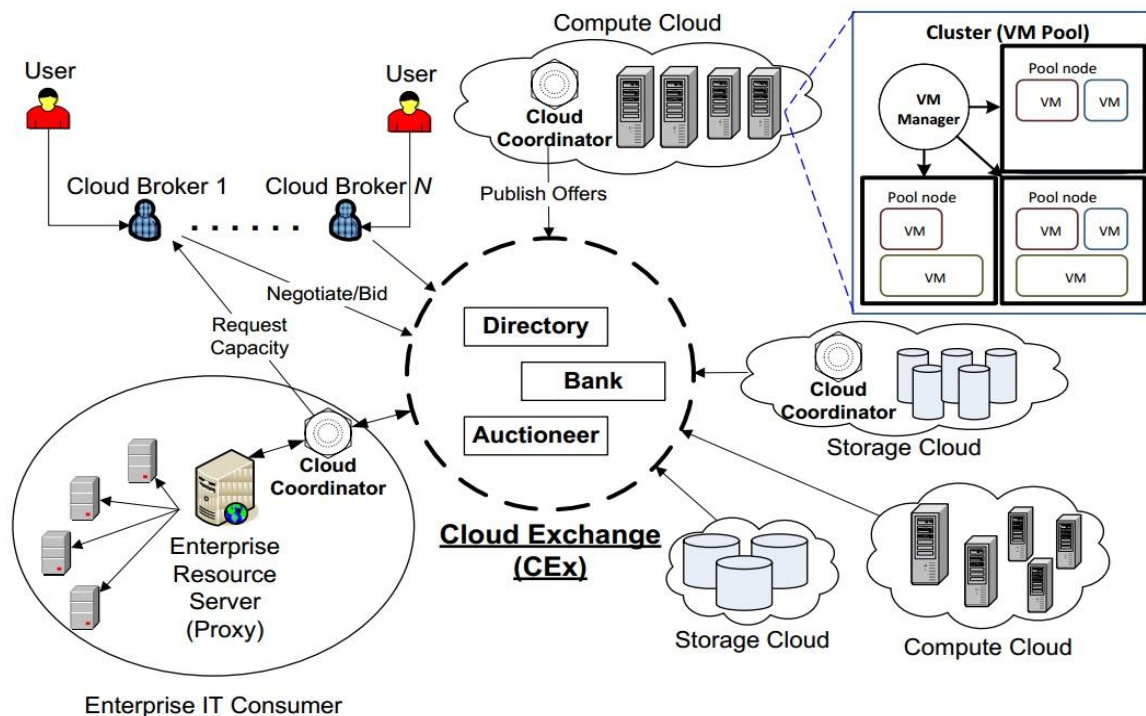 Compute Cloud
User
User
Cloud
Coordinator
Cluster (VM Pool)
VM
Manager
Pool node
VM
VM
Pool node
VM
VM
Pool node
VM
VM
VM
Cloud Broker 1
Cloud Broker N
Publish Offers
Negotiate/Bid
Request
Capacity
Directory
Bank
Auctioneer
Cloud Exchange
(CEx)
Cloud
Coordinator
Storage Cloud
Cloud
Coordinator
Enterprise
Resource
Server
(Proxy)
Enterprise IT Consumer
Storage Cloud
Compute Cloud